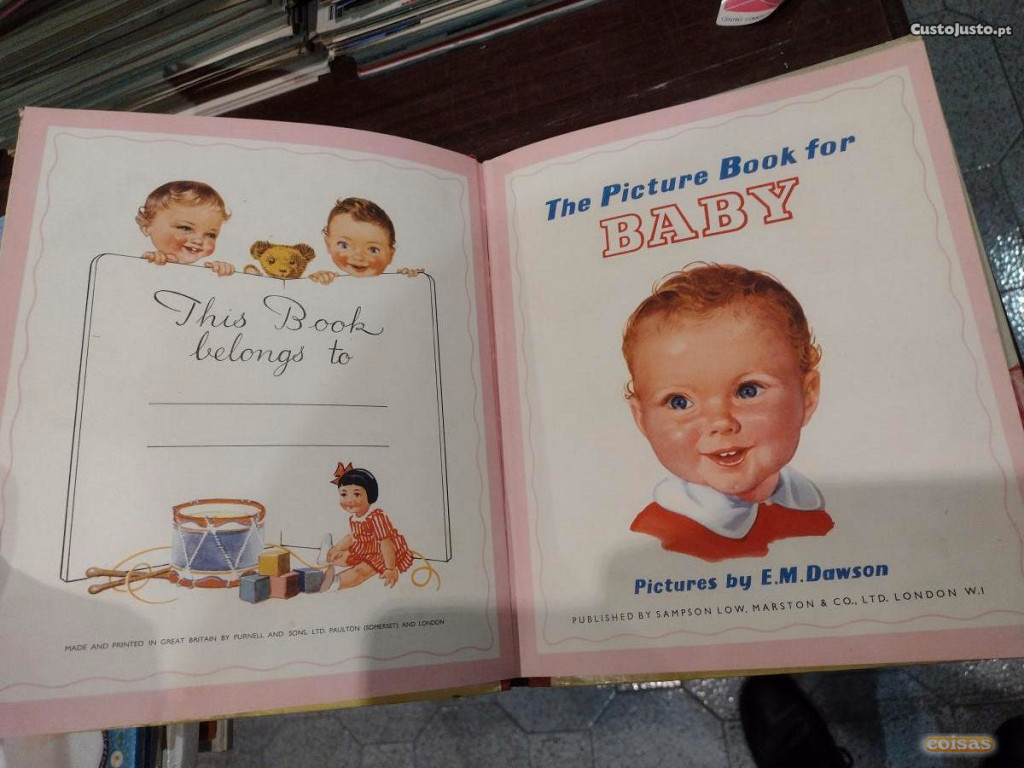 CustoJusto.pt
This Book
belongs to
MADE AND PRINTED IN GREAT BRITAIN BY PURNELL AND SONS, LTD. PAULTON (SOMERSET) AND LONDON
The Picture Book for
BABY
Pictures by E.M. Dawson
PUBLISHED BY SAMPSON LOW, MARSTON & CO., LTD. LONDON W.1
coisas